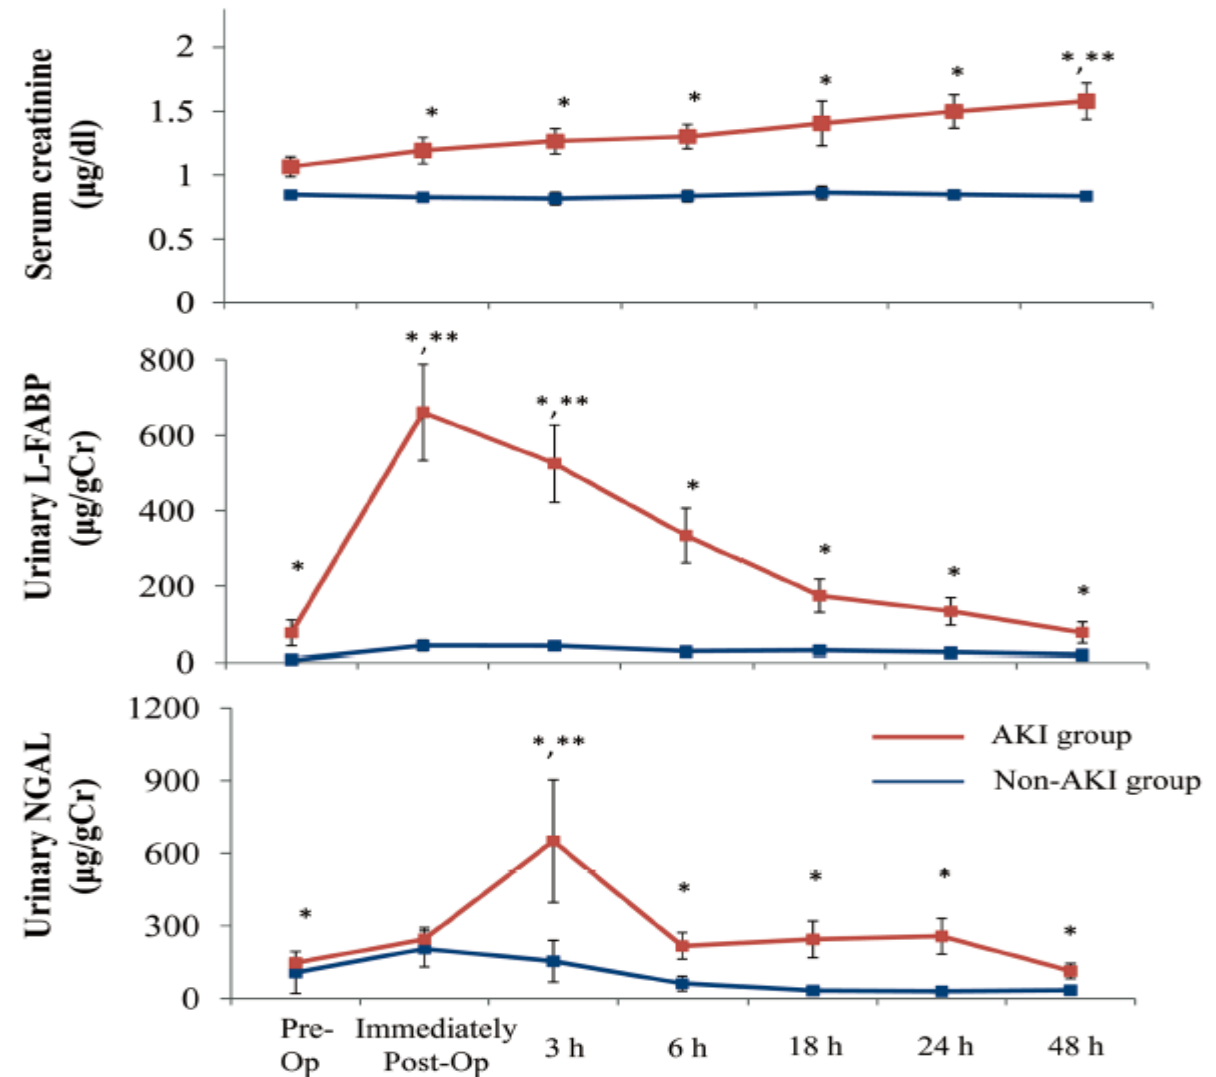 Serum creatinine
(µg/dl)
2
1.5
1
0.5
0
*
*
*
*
*
*,**
Urinary L-FABP
(µg/gCr)
800
600
400
200
0
*
*,**
*,**
*
*
*
*
Urinary NGAL
(µg/gCr)
1200
900
600
300
0
*
*,**
*
*
*
*
AKI group
Non-AKI group
Pre-
Op
Immediately
Post-Op
3 h
6 h
18 h
24 h
48 h